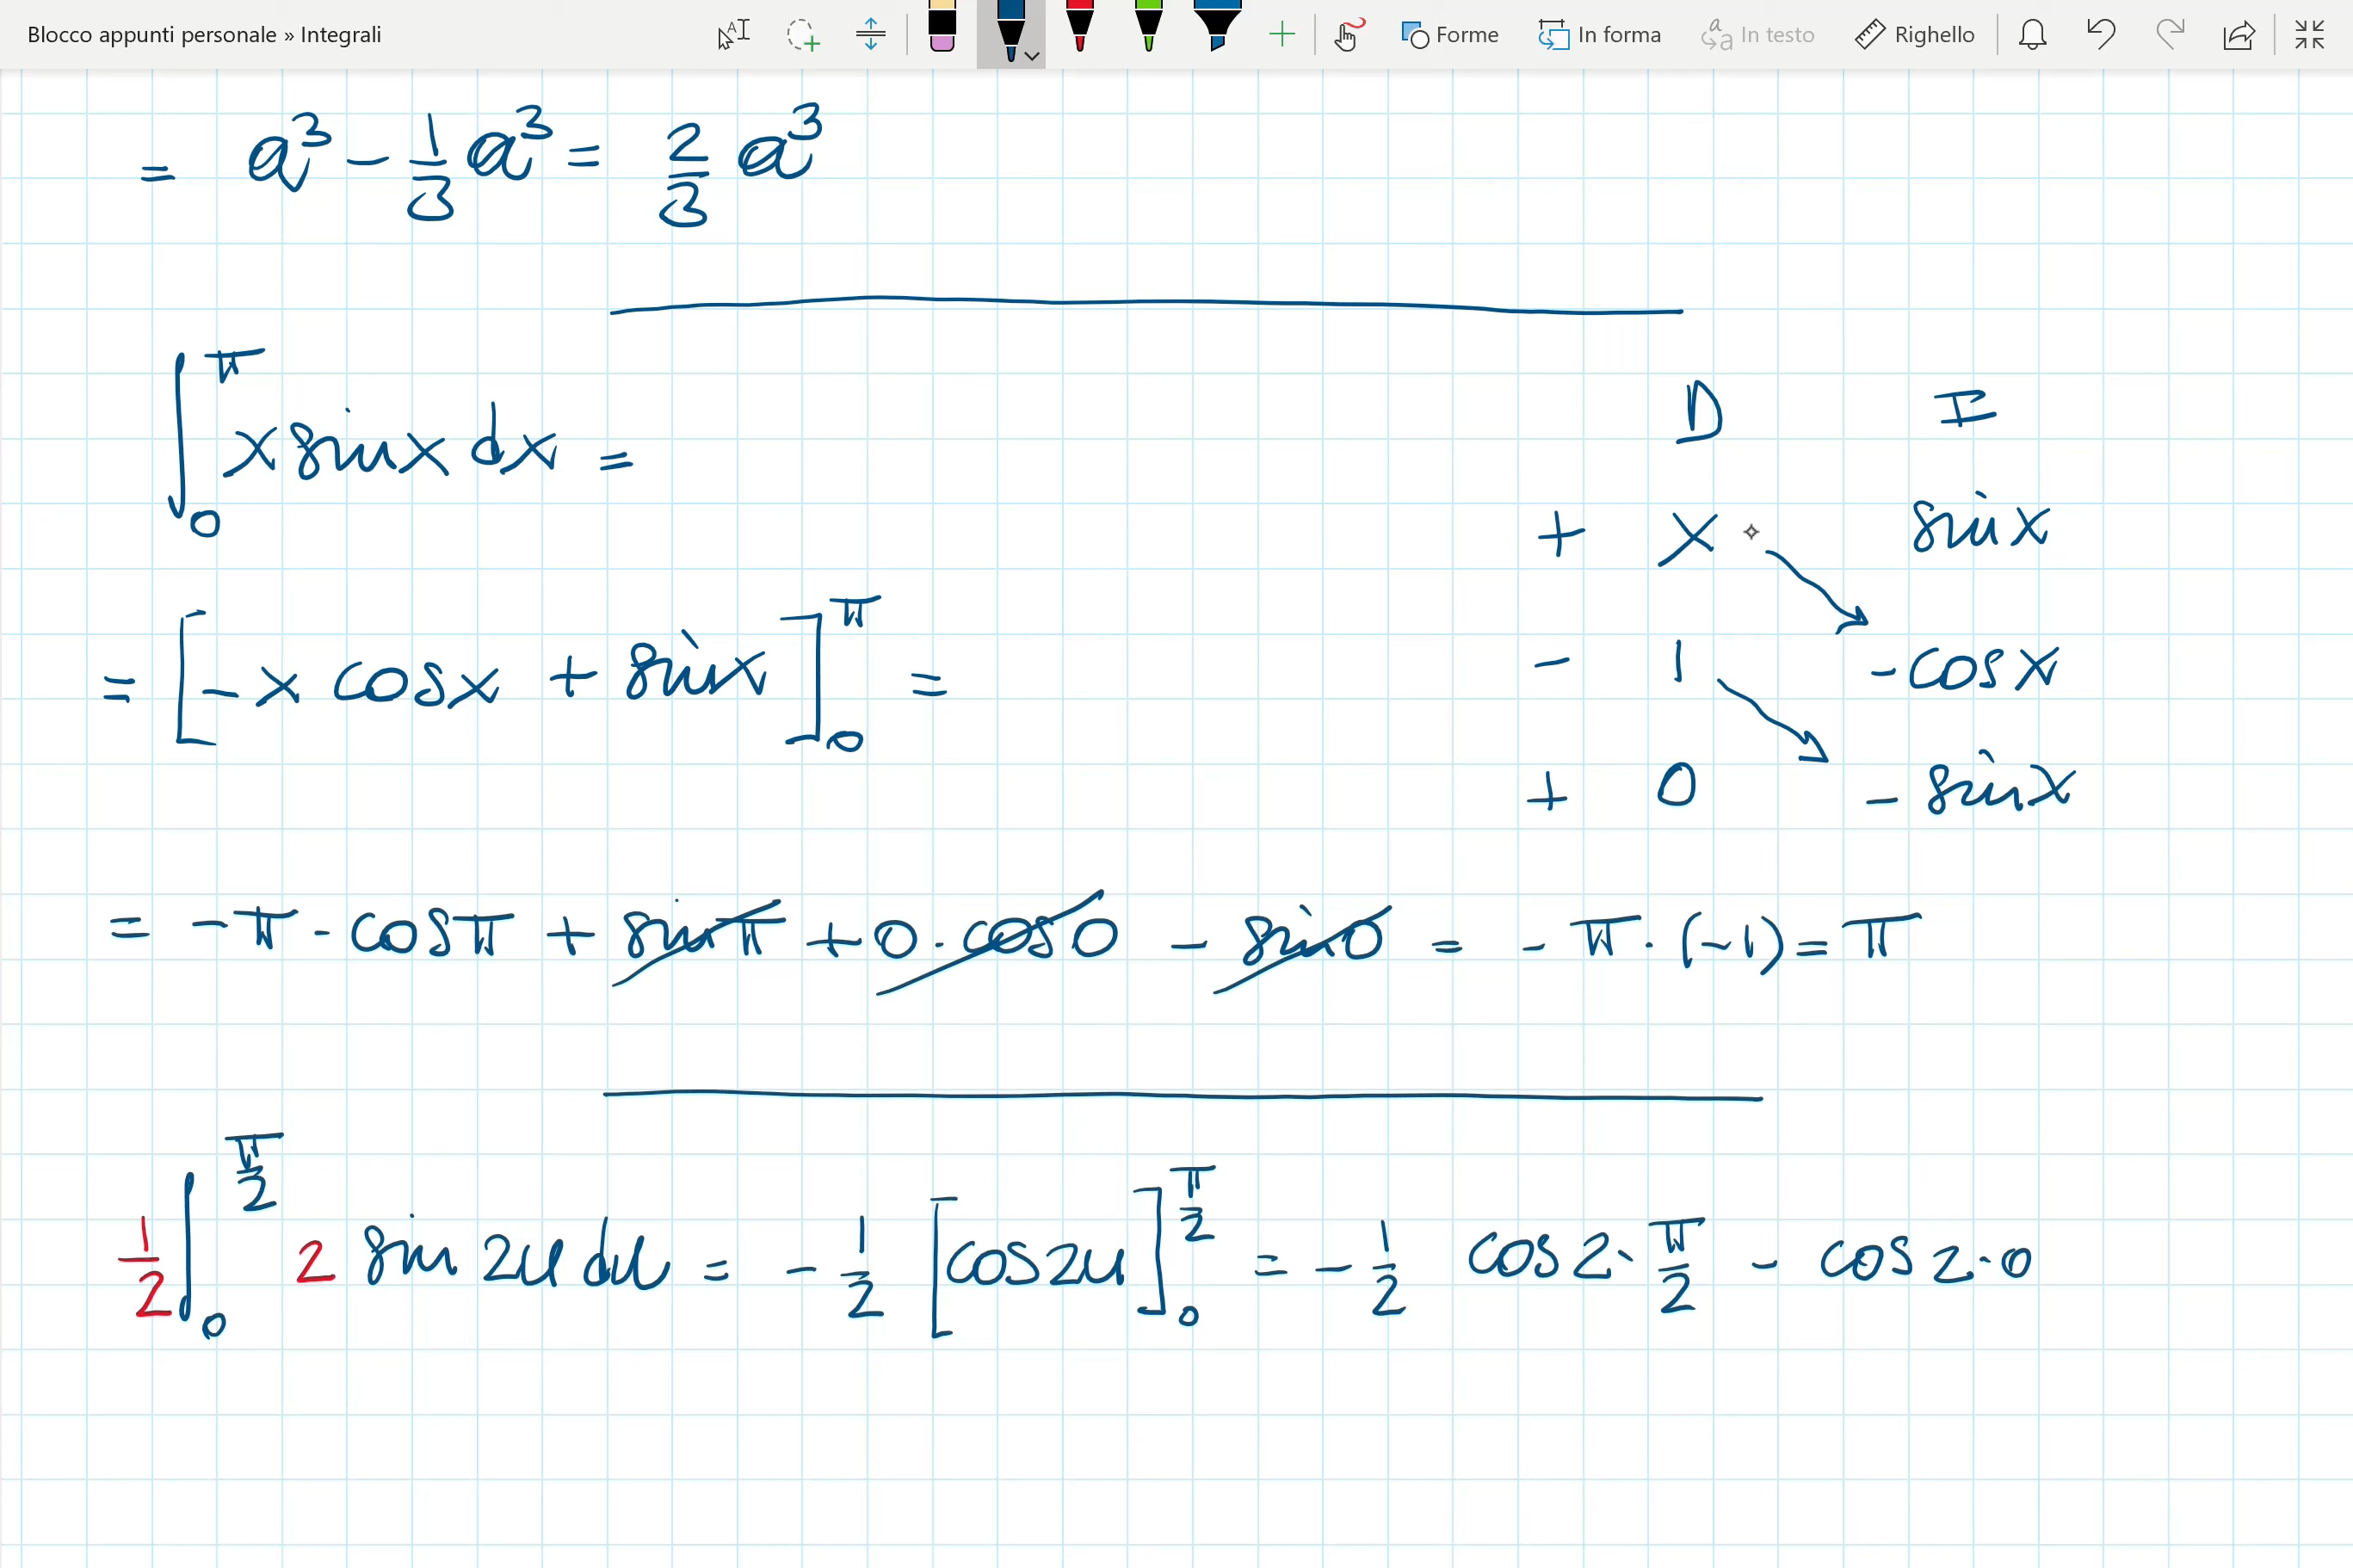 Blocco appunti personale » Integrali Forme In forma In testo Righello
= a³ - 1/3 a³ = 2/3 a³
∫₀^π x sin x dx =
D I
+ x sin x
- 1 -cos x
+ 0 - sin x
= [-x cos x + sin x]₀^π =
= -π · cos π + sin π + 0 · cos 0 - sin 0 = - π · (-1) = π
1/2 ∫₀^(π/2) 2 sin 2u du = - 1/2 [cos 2u]₀^(π/2) = - 1/2 cos 2 · π/2 - cos 2 · 0